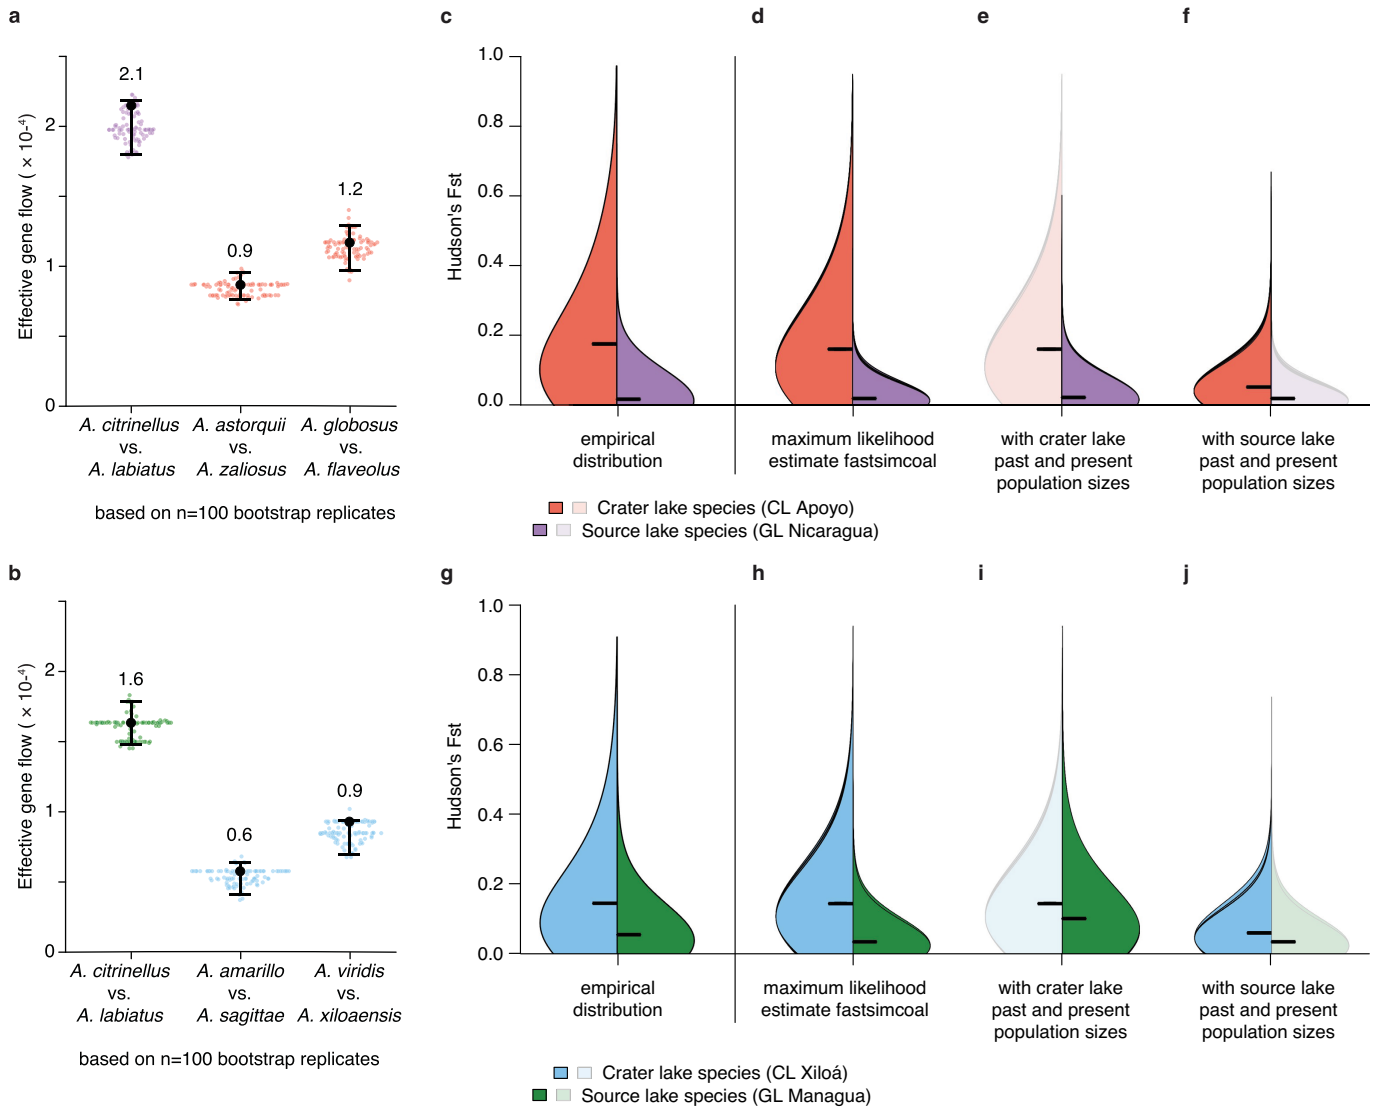 a
Effective gene flow ( × 10-4)
2
1
0
2.1
0.9
1.2
A. citrinellus
vs.
A. labiatus
A. astorquii
vs.
A. zaliosus
A. globosus
vs.
A. flaveolus
based on n=100 bootstrap replicates
c
d
e
f
Hudson's Fst
1.0
0.8
0.6
0.4
0.2
0.0
empirical
distribution
maximum likelihood
estimate fastsimcoal
with crater lake
past and present
population sizes
with source lake
past and present
population sizes
Crater lake species (CL Apoyo)
Source lake species (GL Nicaragua)
b
Effective gene flow ( × 10-4)
2
1
0
1.6
0.6
0.9
A. citrinellus
vs.
A. labiatus
A. amarillo
vs.
A. sagittae
A. viridis
vs.
A. xiloaensis
based on n=100 bootstrap replicates
g
h
i
j
Hudson's Fst
1.0
0.8
0.6
0.4
0.2
0.0
empirical
distribution
maximum likelihood
estimate fastsimcoal
with crater lake
past and present
population sizes
with source lake
past and present
population sizes
Crater lake species (CL Xiloá)
Source lake species (GL Managua)